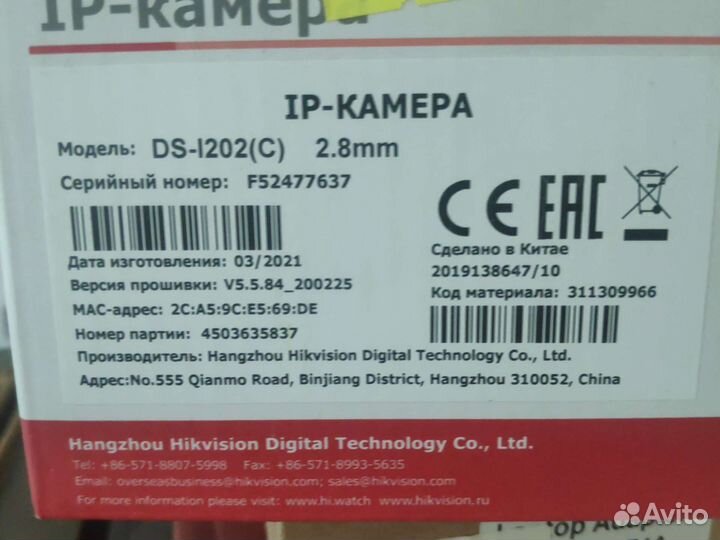 IP-камера
IP-КАМЕРА
Модель: DS-I202(C) 2.8mm
Серийный номер: F52477637
CE EAC
Дата изготовления: 03/2021
Сделано в Китае
Версия прошивки: V5.5.84_200225
2019138647/10
MAC-адрес: 2C:A5:9C:E5:69:DE
Код материала: 311309966
Номер партии: 4503635837
Производитель: Hangzhou Hikvision Digital Technology Co., Ltd.
Адрес:No.555 Qianmo Road, Binjiang District, Hangzhou 310052, China
Hangzhou Hikvision Digital Technology Co., Ltd.
Tel: +86-571-8807-5998 Fax: +86-571-8993-5635
Email: overseasbusiness@hikvision.com; sales@hikvision.com
For more information please visit: www.hi.watch www.hikvision.ru
Avito